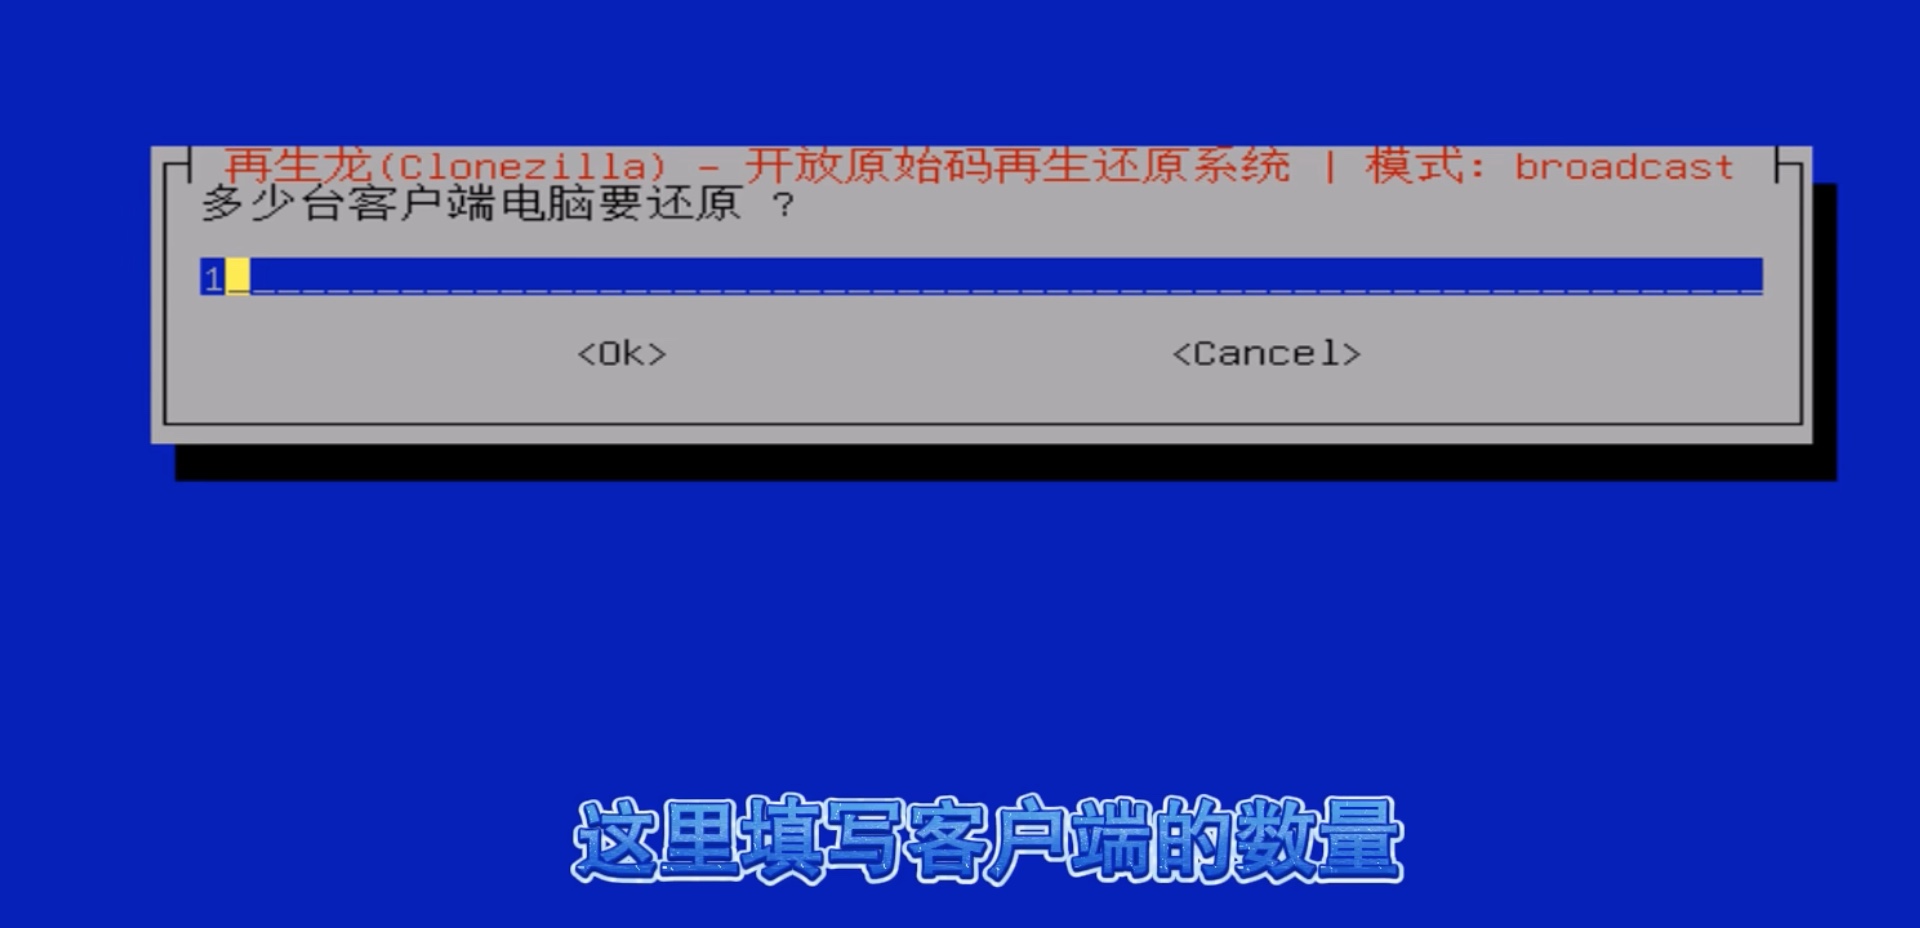 再生龙(Clonezilla) - 开放原始码再生还原系统 | 模式: broadcast
多少台客户端电脑要还原 ?
1
<Ok> <Cancel>
这里填写客户端的数量